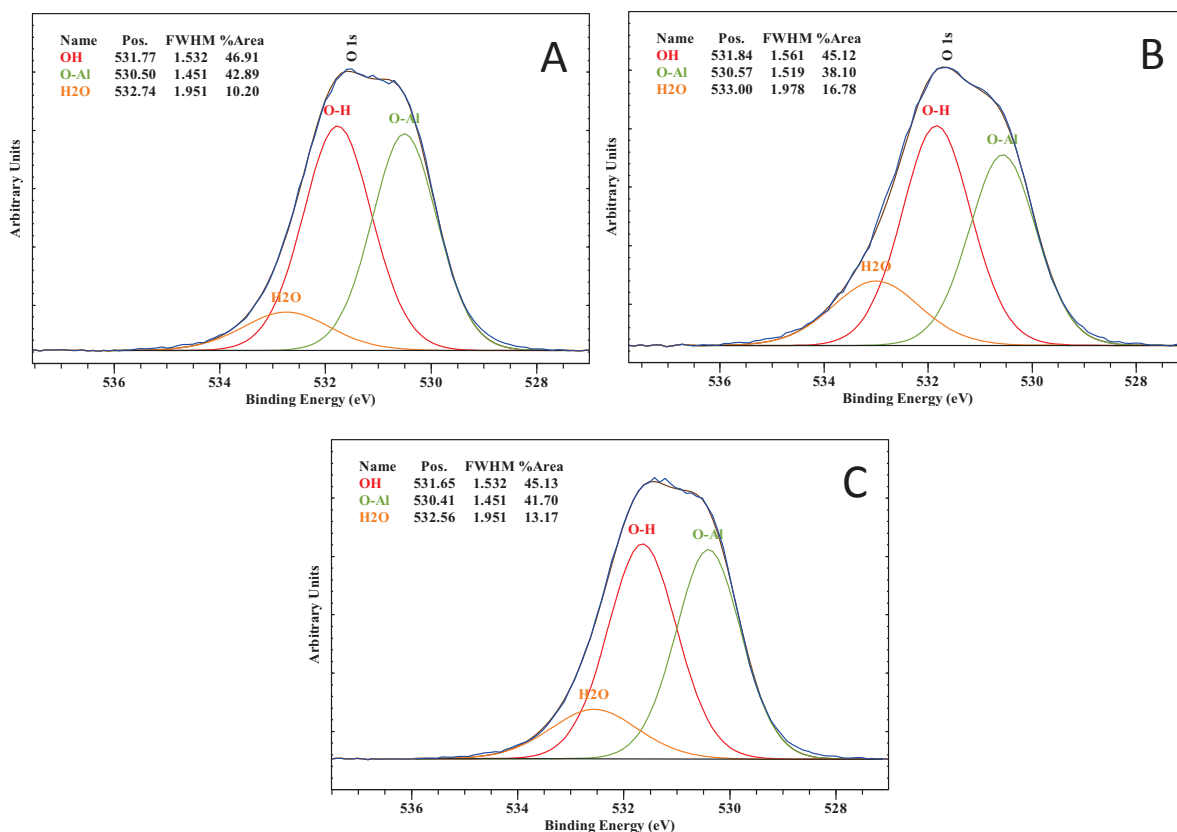 Name Pos. FWHM %Area
OH 531.77 1.532 46.91
O-Al 530.50 1.451 42.89
H2O 532.74 1.951 10.20
O 1s
A
O-H
O-Al
H2O
Arbitrary Units
536 534 532 530 528
Binding Energy (eV)
Name Pos. FWHM %Area
OH 531.84 1.561 45.12
O-Al 530.57 1.519 38.10
H2O 533.00 1.978 16.78
O 1s
B
O-H
O-Al
H2O
Arbitrary Units
536 534 532 530 528
Binding Energy (eV)
Name Pos. FWHM %Area
OH 531.65 1.532 45.13
O-Al 530.41 1.451 41.70
H2O 532.56 1.951 13.17
C
O-H
O-Al
H2O
Arbitrary Units
536 534 532 530 528
Binding Energy (eV)